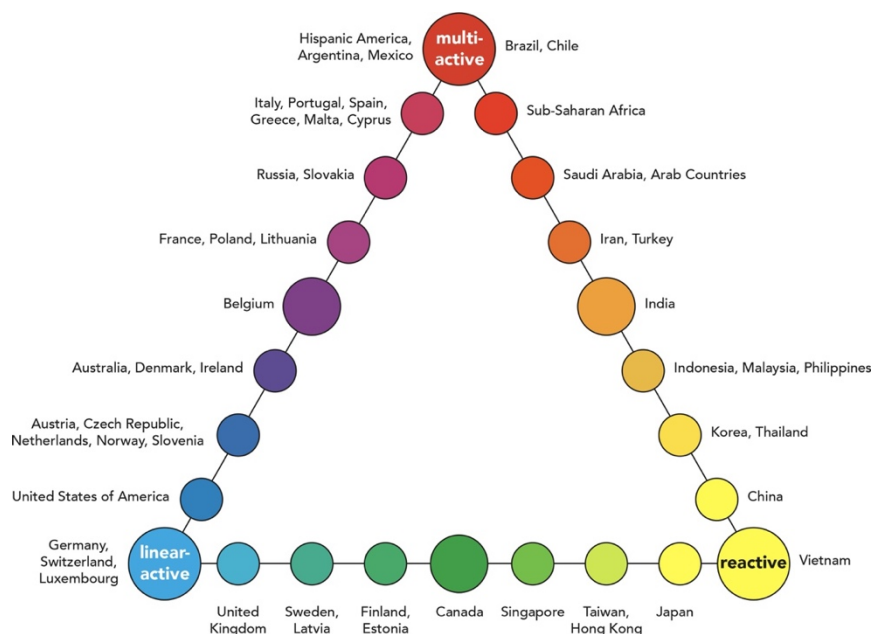 Hispanic America,
Argentina, Mexico
multi-
active
Brazil, Chile
Italy, Portugal, Spain,
Greece, Malta, Cyprus
Sub-Saharan Africa
Russia, Slovakia
Saudi Arabia, Arab Countries
France, Poland, Lithuania
Iran, Turkey
Belgium
India
Australia, Denmark, Ireland
Indonesia, Malaysia, Philippines
Austria, Czech Republic,
Netherlands, Norway, Slovenia
Korea, Thailand
United States of America
China
Germany,
Switzerland,
Luxembourg
linear-
active
reactive
Vietnam
United
Kingdom
Sweden,
Latvia
Finland,
Estonia
Canada
Singapore
Taiwan,
Hong Kong
Japan